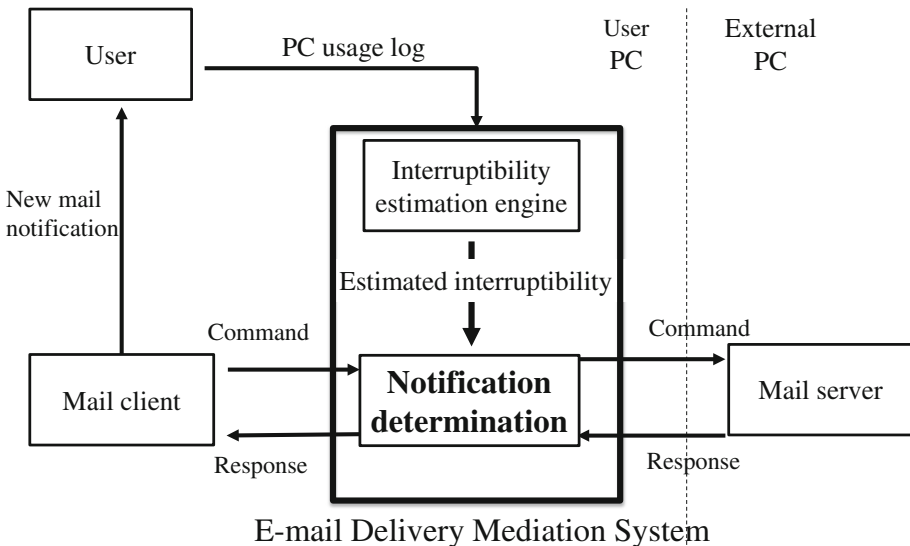 User
PC usage log
User
PC
External
PC
Interruptibility
estimation engine
New mail
notification
Estimated interruptibility
Command
Command
Mail client
Notification
determination
Mail server
Response
Response
E-mail Delivery Mediation System